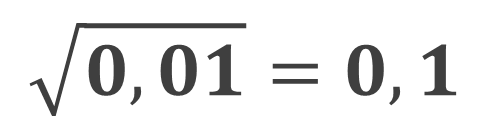 √0,01 = 0,1